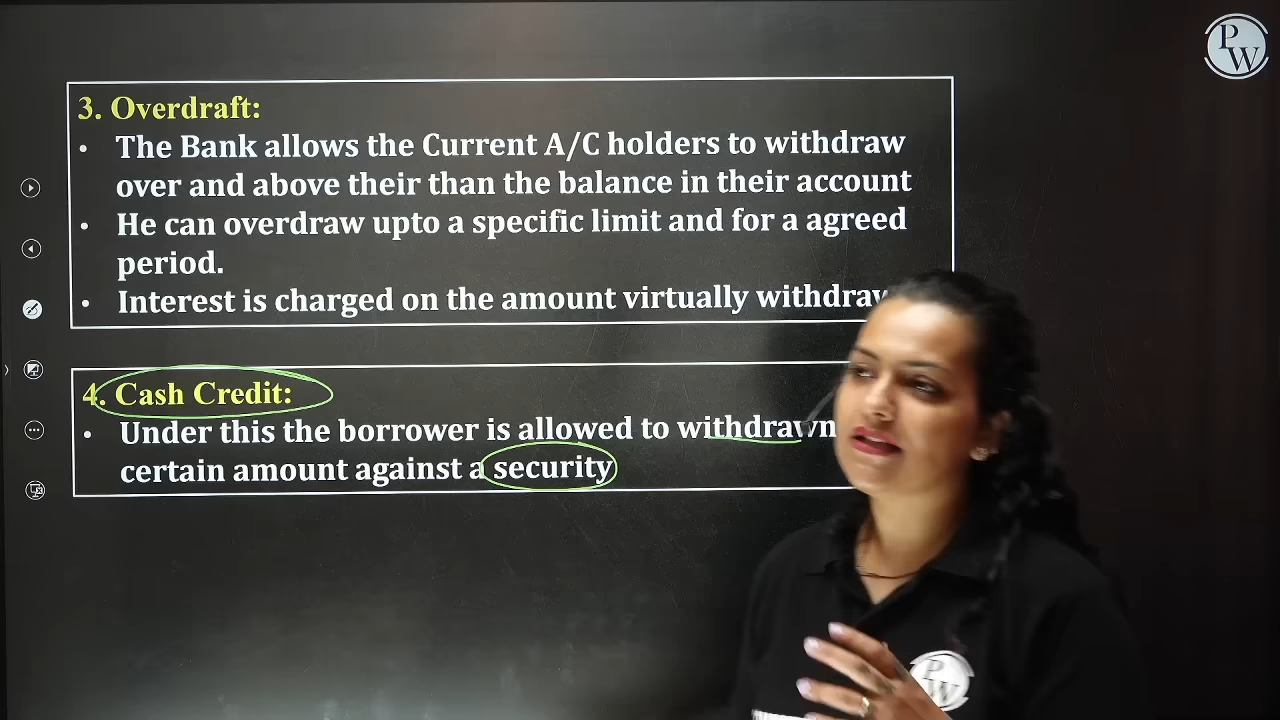 3. Overdraft:
• The Bank allows the Current A/C holders to withdraw
over and above their than the balance in their account
• He can overdraw upto a specific limit and for a agreed
period.
• Interest is charged on the amount virtually
4. Cash Credit:
• Under this the borrower is allowed to withdrawn
certain amount against a security
PW
PW